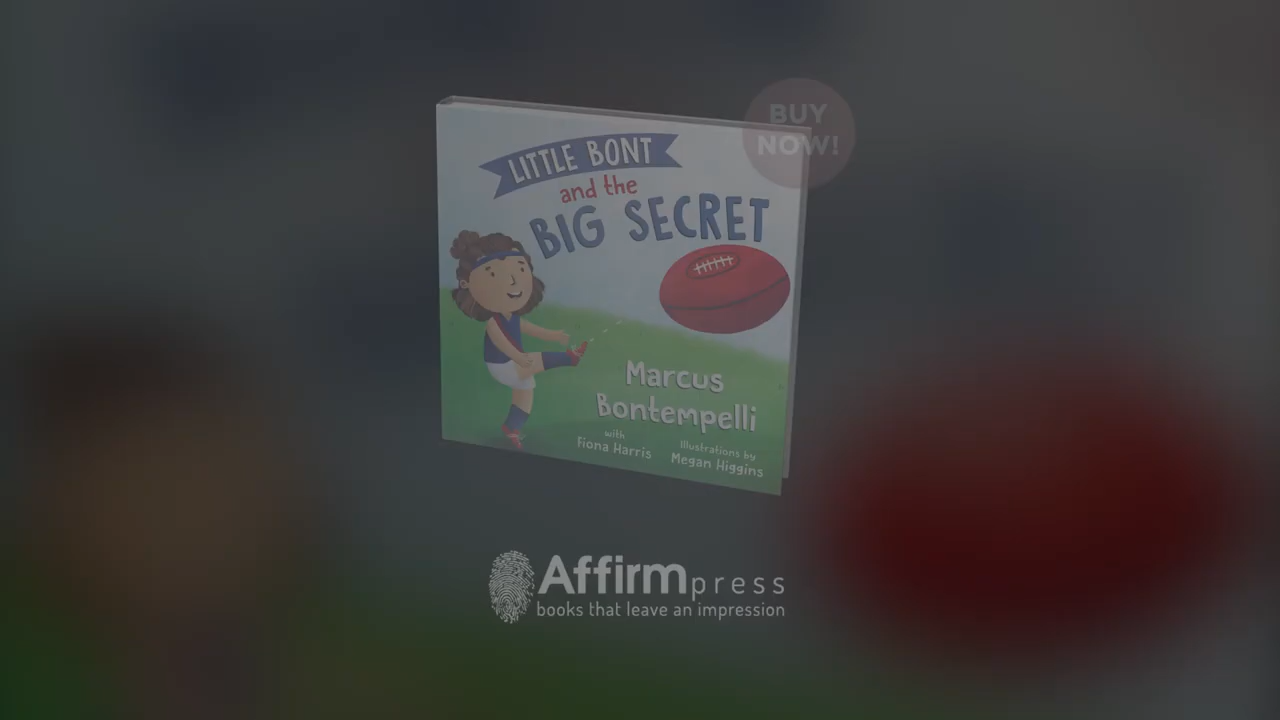 BUY
NOW!
LITTLE BONT
and the
BIG SECRET
Marcus
Bontempelli
with
Fiona Harris
Illustrations by
Megan Higgins
Affirmpress
books that leave an impression